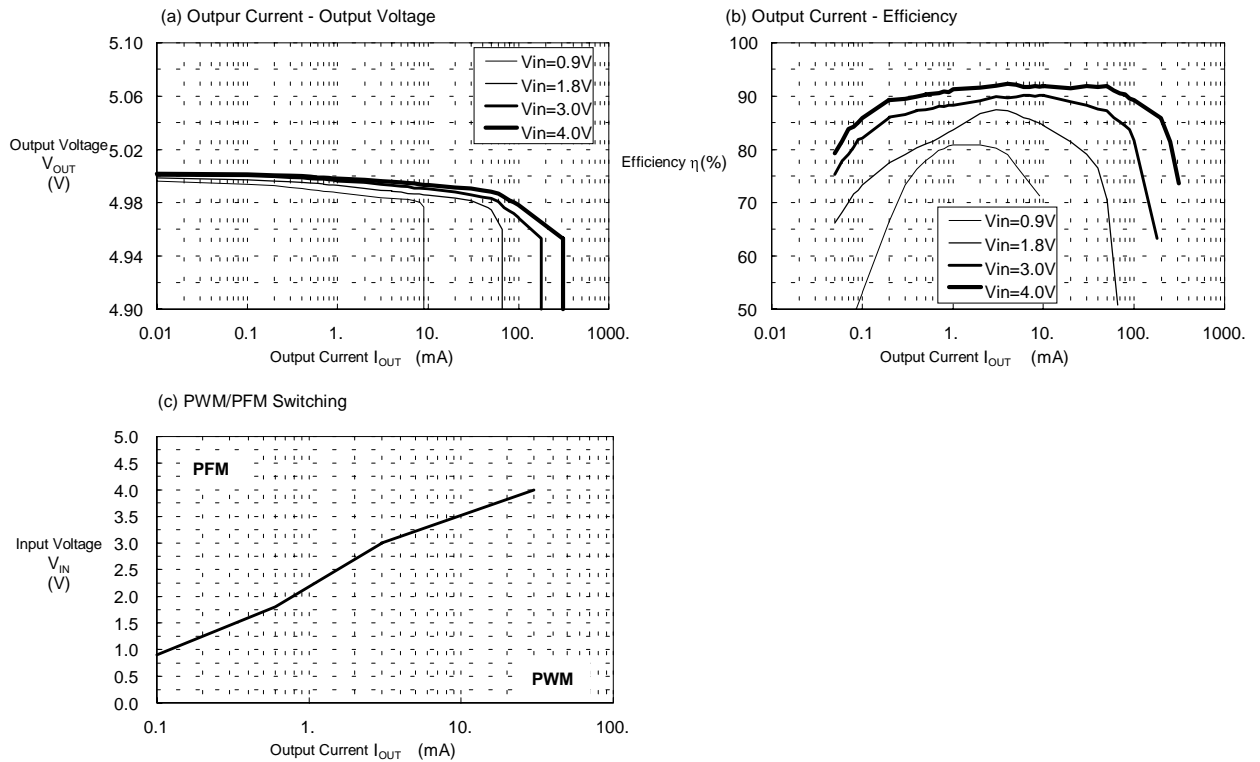 (a) Outpur Current - Output Voltage
5.10
5.06
5.02
4.98
4.94
4.90
Output Voltage
VOUT
(V)
Vin=0.9V
Vin=1.8V
Vin=3.0V
Vin=4.0V
0.01 0.1 1. 10. 100. 1000.
Output Current IOUT (mA)
(b) Output Current - Efficiency
100
90
80
70
60
50
Efficiency η(%)
Vin=0.9V
Vin=1.8V
Vin=3.0V
Vin=4.0V
0.01 0.1 1. 10. 100. 1000.
Output Current IOUT (mA)
(c) PWM/PFM Switching
5.0
4.5
4.0
3.5
3.0
2.5
2.0
1.5
1.0
0.5
0.0
Input Voltage
VIN
(V)
PFM
PWM
0.1 1. 10. 100.
Output Current IOUT (mA)